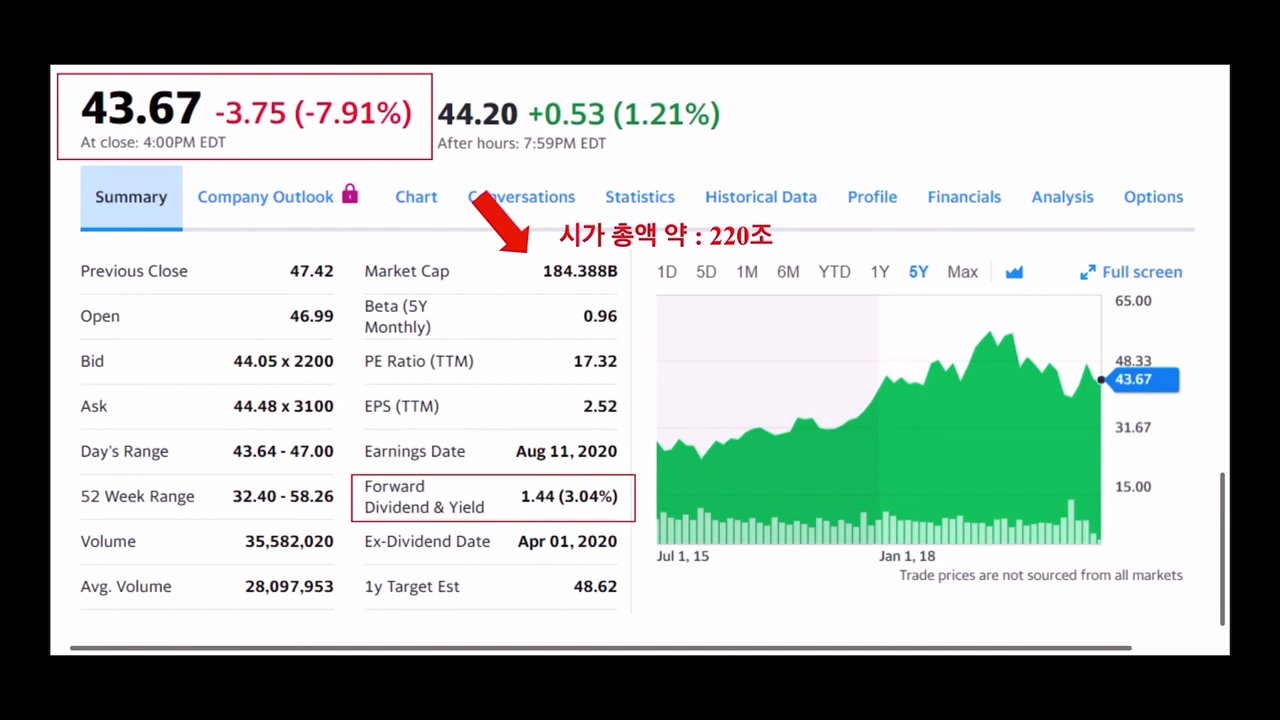 43.67 -3.75 (-7.91%)
At close: 4:00PM EDT
44.20 +0.53 (1.21%)
After hours: 7:59PM EDT
Summary Company Outlook Chart Statistics Historical Data Profile Financials Analysis Options
시가 총액 약 : 220조
Previous Close 47.42
Open 46.99
Bid 44.05 x 2200
Ask 44.48 x 3100
Day's Range 43.64 - 47.00
52 Week Range 32.40 - 58.26
Volume 35,582,020
Avg. Volume 28,097,953
Market Cap 184.388B
Beta (5Y
Monthly) 0.96
PE Ratio (TTM) 17.32
EPS (TTM) 2.52
Earnings Date Aug 11, 2020
Forward
Dividend & Yield 1.44 (3.04%)
Ex-Dividend Date Apr 01, 2020
1y Target Est 48.62
1D 5D 1M 6M YTD 1Y 5Y Max Full screen
65.00
48.33
43.67
31.67
15.00
Jul 1, 15 Jan 1, 18
Trade prices are not sourced from all markets